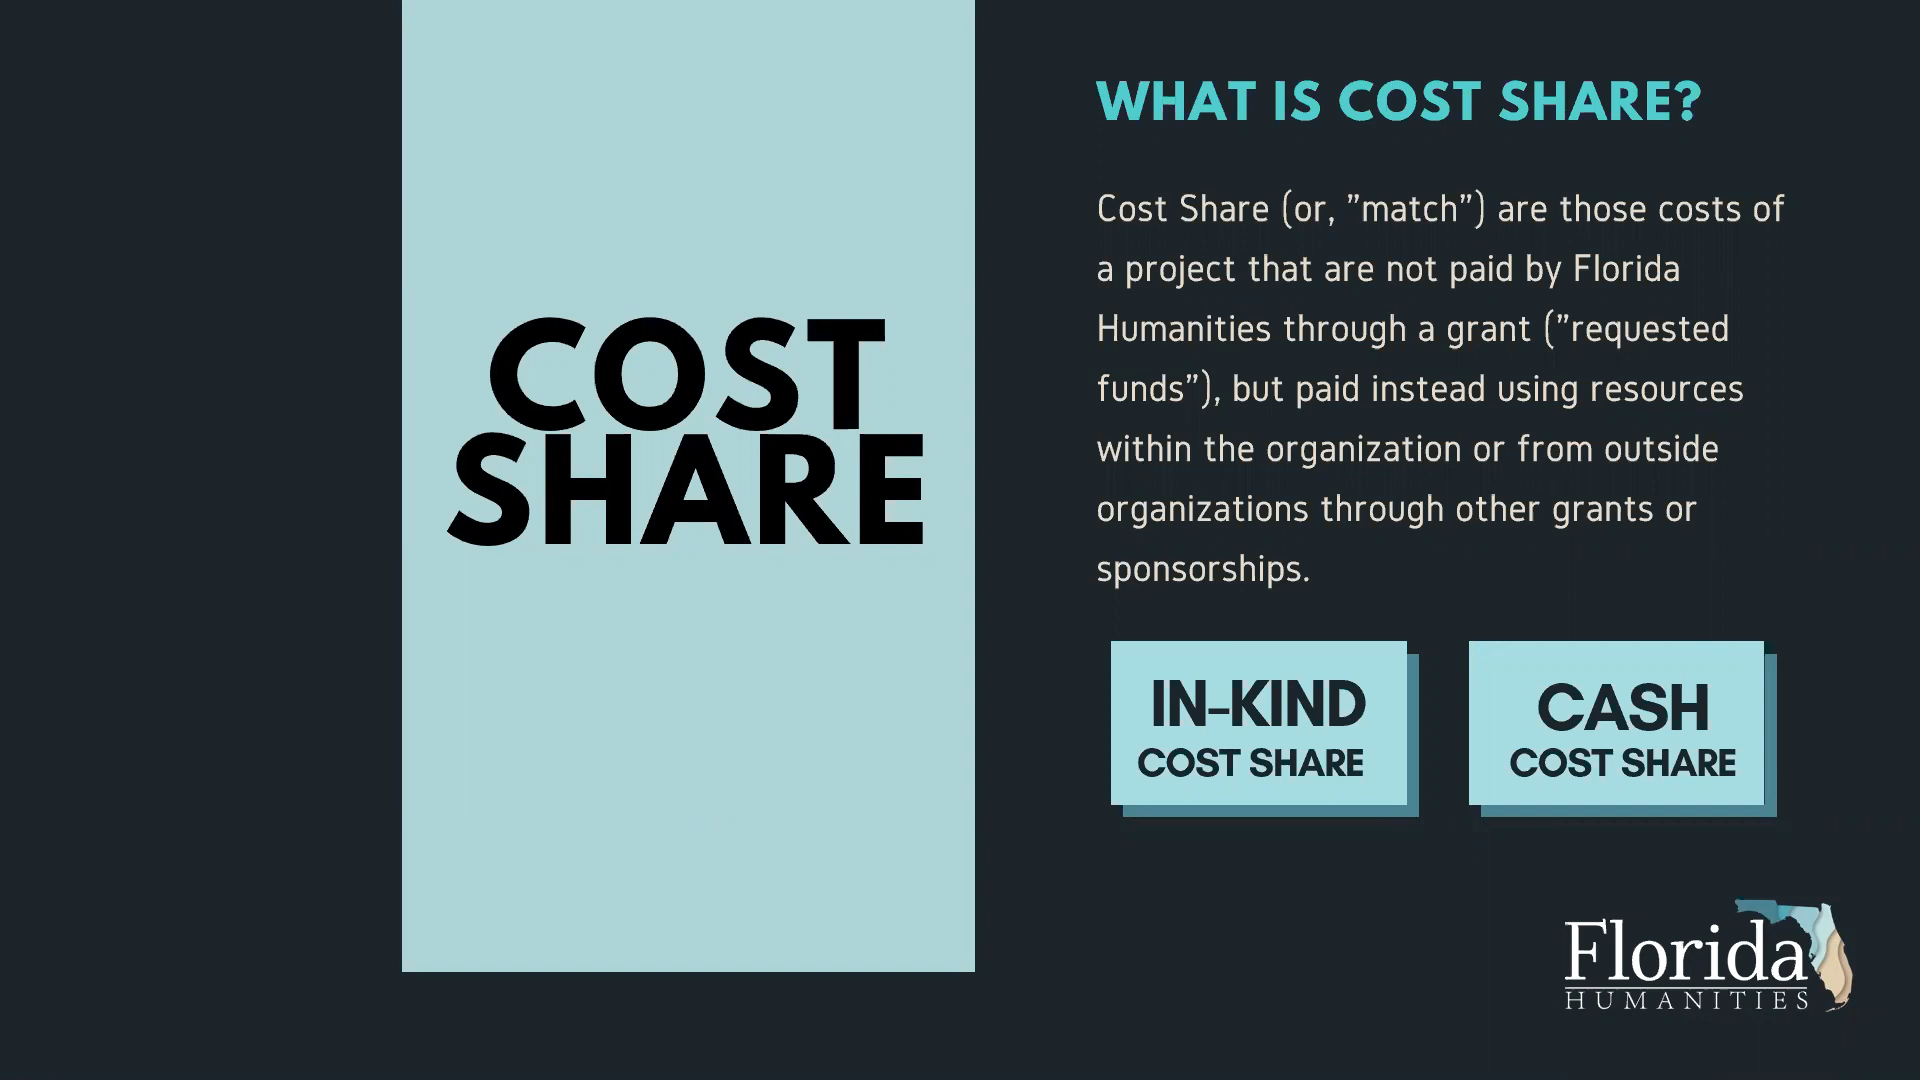 COST
SHARE
WHAT IS COST SHARE?
Cost Share (or, ”match”) are those costs of
a project that are not paid by Florida
Humanities through a grant (”requested
funds”), but paid instead using resources
within the organization or from outside
organizations through other grants or
sponsorships.
IN-KIND
COST SHARE
CASH
COST SHARE
Florida
HUMANITIES